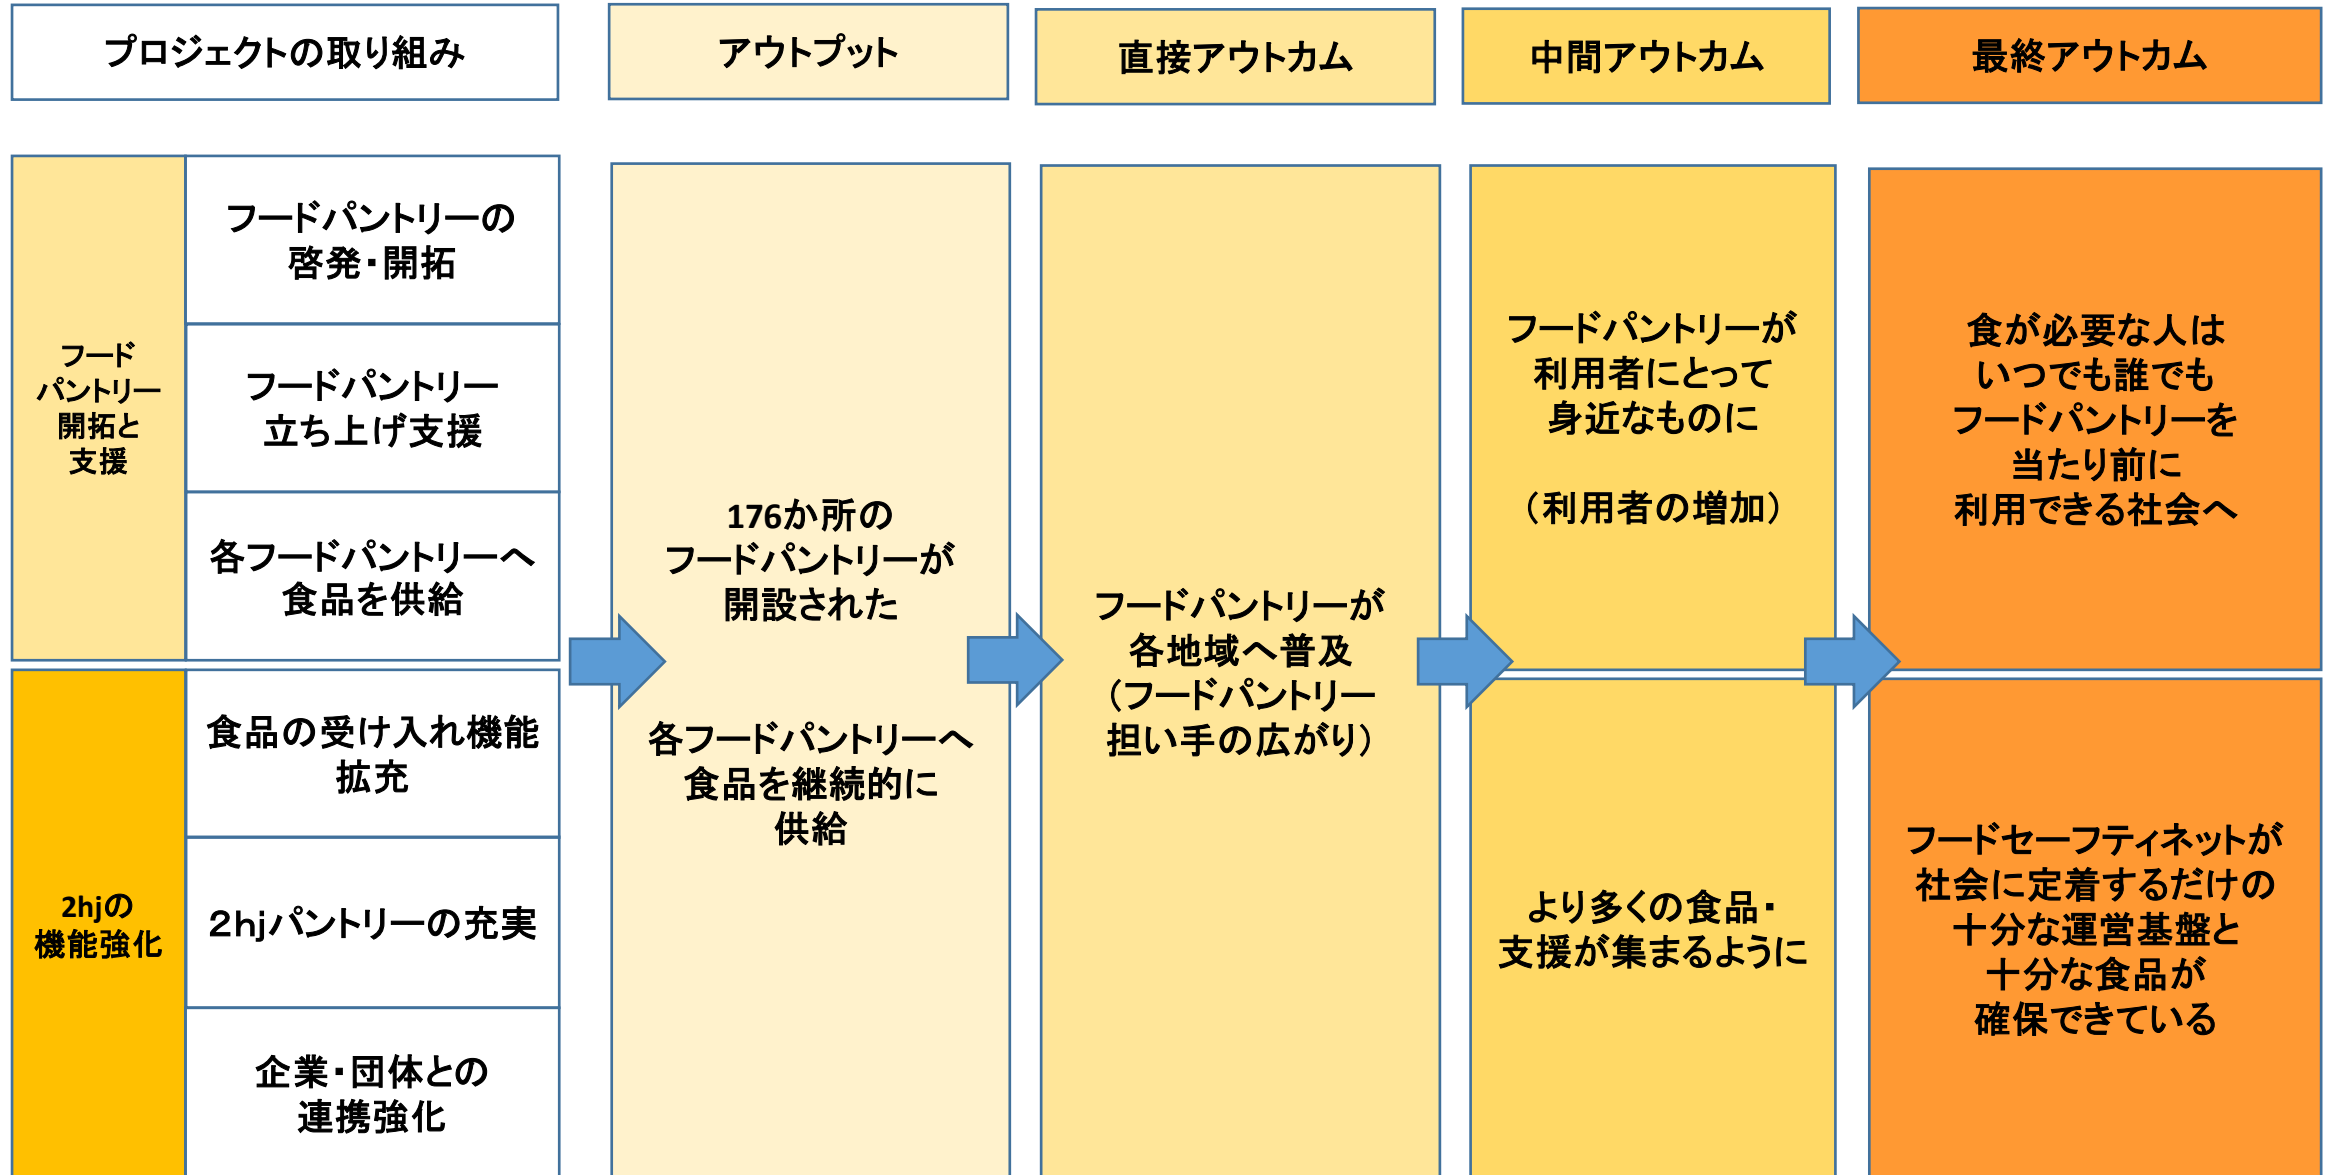 プロジェクトの取り組み
アウトプット
直接アウトカム
中間アウトカム
最終アウトカム
フード
パントリー
開拓と
支援
フードパントリーの
啓発・開拓
フードパントリー
立ち上げ支援
各フードパントリーへ
食品を供給
2hjの
機能強化
食品の受け入れ機能
拡充
２ｈｊパントリーの充実
企業・団体との
連携強化
176か所の
フードパントリーが
開設された
各フードパントリーへ
食品を継続的に
供給
フードパントリーが
各地域へ普及
（フードパントリー
担い手の広がり）
フードパントリーが
利用者にとって
身近なものに
（利用者の増加）
より多くの食品・
支援が集まるように
食が必要な人は
いつでも誰でも
フードパントリーを
当たり前に
利用できる社会へ
フードセーフティネットが
社会に定着するだけの
十分な運営基盤と
十分な食品が
確保できている